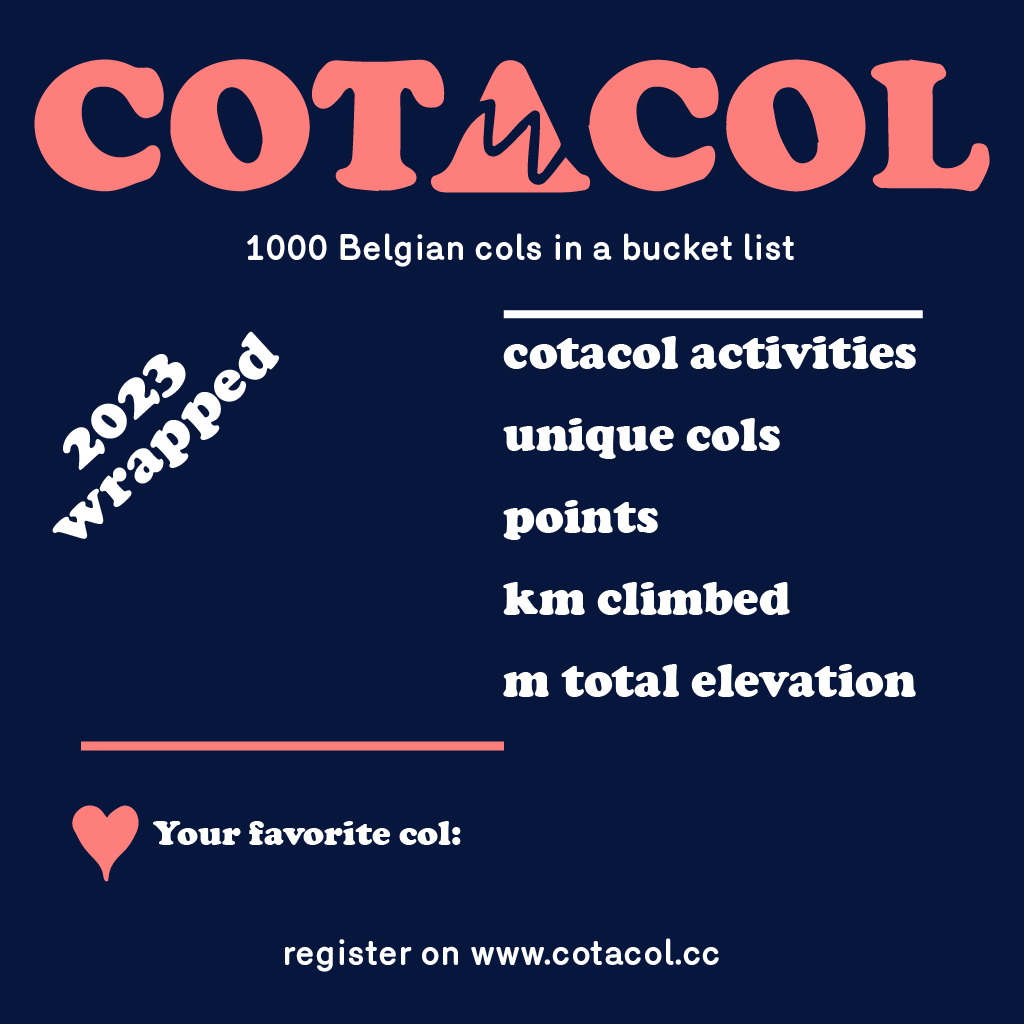 COTACOL
1000 Belgian cols in a bucket list
2023
wrapped
cotacol activities
unique cols
points
km climbed
m total elevation
Your favorite col:
register on www.cotacol.cc